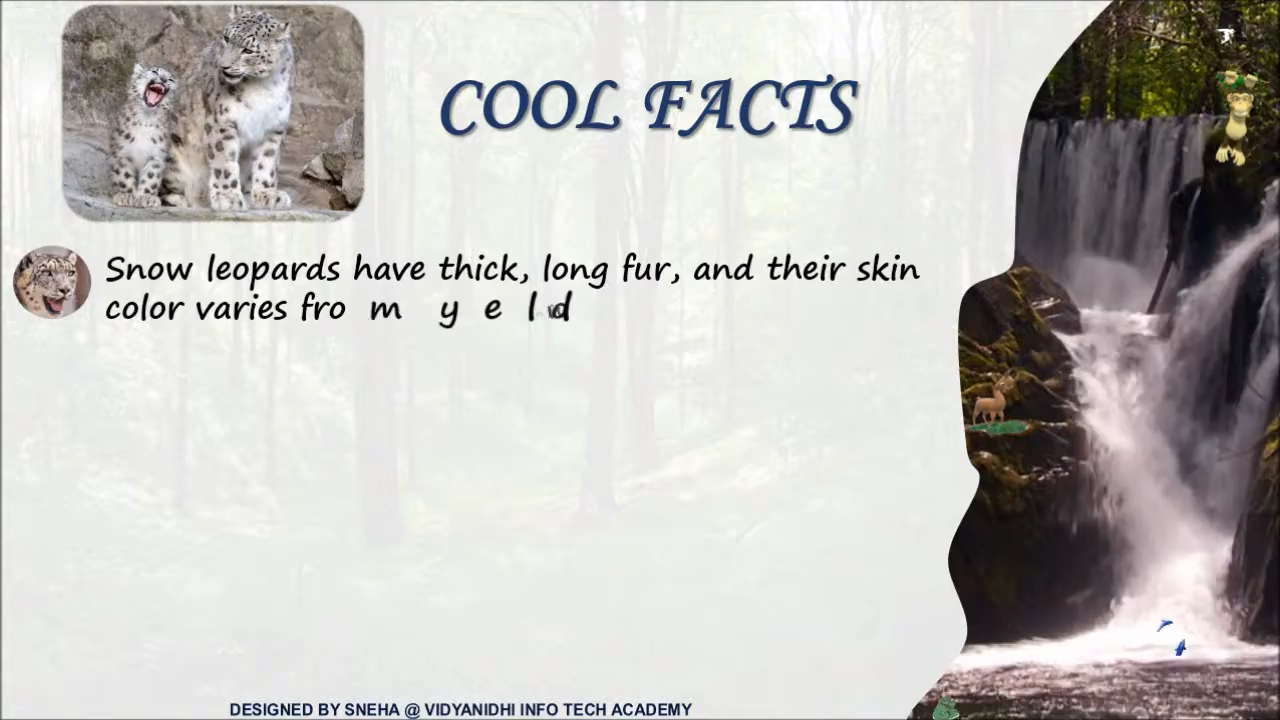 COOL FACTS
Snow leopards have thick, long fur, and their skin
color varies from
DESIGNED BY SNEHA @ VIDYANIDHI INFO TECH ACADEMY